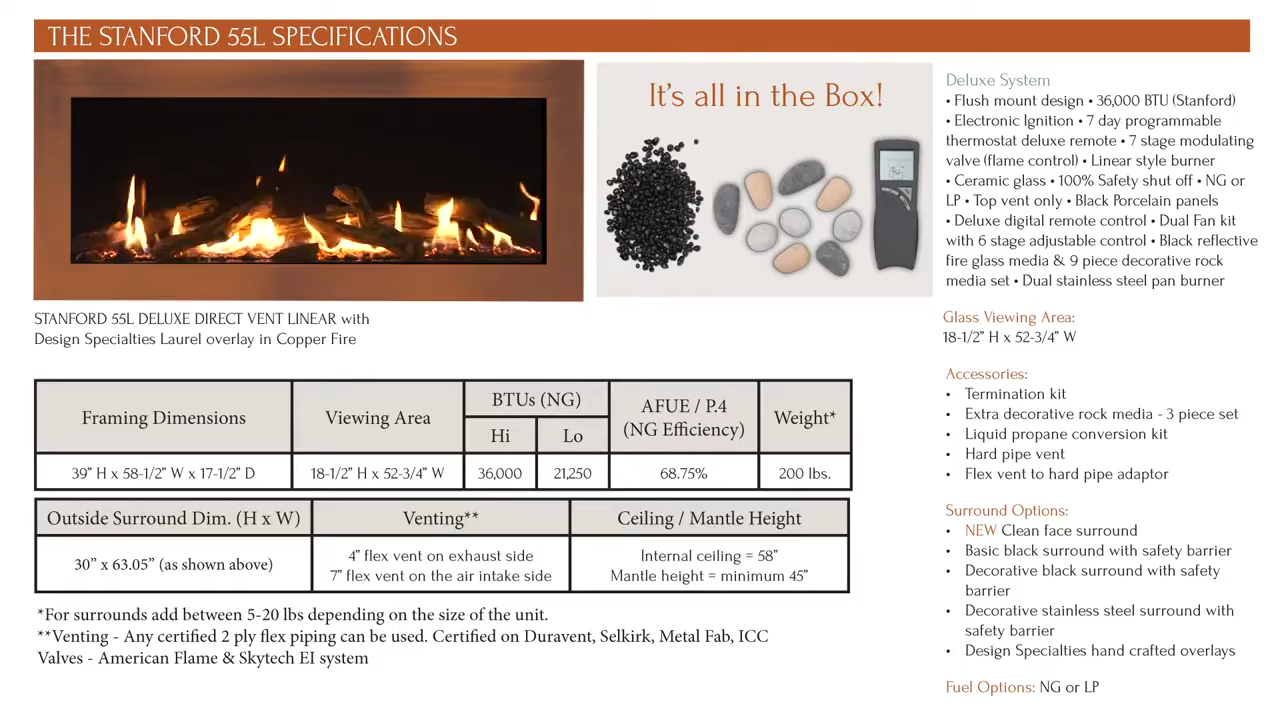 THE STANFORD 55L SPECIFICATIONS
It's all in the Box!
STANFORD 55L DELUXE DIRECT VENT LINEAR with
Design Specialties Laurel overlay in Copper Fire
Deluxe System
• Flush mount design • 36,000 BTU (Stanford)
• Electronic Ignition • 7 day programmable
thermostat deluxe remote • 7 stage modulating
valve (flame control) • Linear style burner
• Ceramic glass • 100% Safety shut off • NG or
LP • Top vent only • Black Porcelain panels
• Deluxe digital remote control • Dual Fan kit
with 6 stage adjustable control • Black reflective
fire glass media & 9 piece decorative rock
media set • Dual stainless steel pan burner
Glass Viewing Area:
18-1/2" H x 52-3/4" W
Accessories:
• Termination kit
• Extra decorative rock media - 3 piece set
• Liquid propane conversion kit
• Hard pipe vent
• Flex vent to hard pipe adaptor
Surround Options:
• NEW Clean face surround
• Basic black surround with safety barrier
• Decorative black surround with safety
barrier
• Decorative stainless steel surround with
safety barrier
• Design Specialties hand crafted overlays
Fuel Options: NG or LP
Framing Dimensions
Viewing Area
BTUs (NG)
Hi
Lo
AFUE / P.4
(NG Efficiency)
Weight*
39" H x 58-1/2" W x 17-1/2" D
18-1/2" H x 52-3/4" W
36,000
21,250
68.75%
200 lbs.
Outside Surround Dim. (H x W)
Venting**
Ceiling / Mantle Height
30" x 63.05" (as shown above)
4" flex vent on exhaust side
7" flex vent on the air intake side
Internal ceiling = 58"
Mantle height = minimum 45"
*For surrounds add between 5-20 lbs depending on the size of the unit.
**Venting - Any certified 2 ply flex piping can be used. Certified on Duravent, Selkirk, Metal Fab, ICC
Valves - American Flame & Skytech EI system